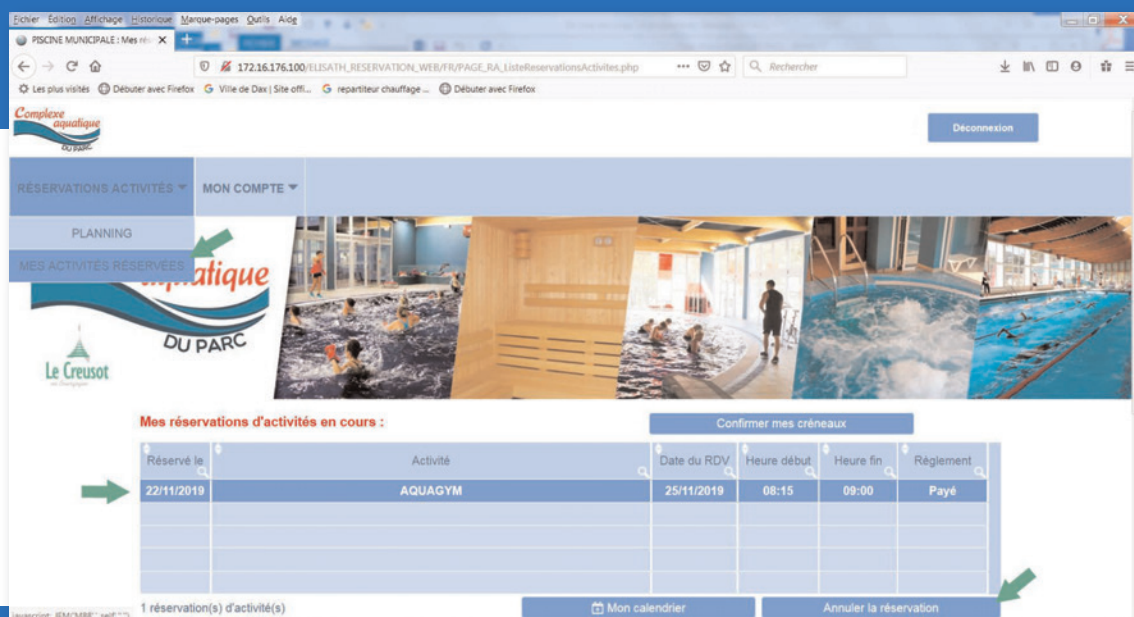 Fichier Édition Affichage Historique Marque-pages Outils Aide
PISCINE MUNICIPALE : Mes rés
172.16.176.100/ELISATH_RESERVATION_WEB/FR/PAGE_RA_ListeReservationsActivites.php
Rechercher
Les plus visités Débuter avec Firefox Ville de Dax | Site offi... repartiteur chauffage ... Débuter avec Firefox
Complexe
aquatique
DU PARC
Déconnexion
RÉSERVATIONS ACTIVITÉS MON COMPTE
PLANNING
MES ACTIVITÉS RÉSERVÉES
aquatique
DU PARC
Le Creusot
Mes réservations d'activités en cours :
Confirmer mes créneaux
Réservé le Activité Date du RDV Heure début Heure fin Règlement
22/11/2019 AQUAGYM 25/11/2019 08:15 09:00 Payé
1 réservation(s) d'activité(s)
Mon calendrier
Annuler la réservation